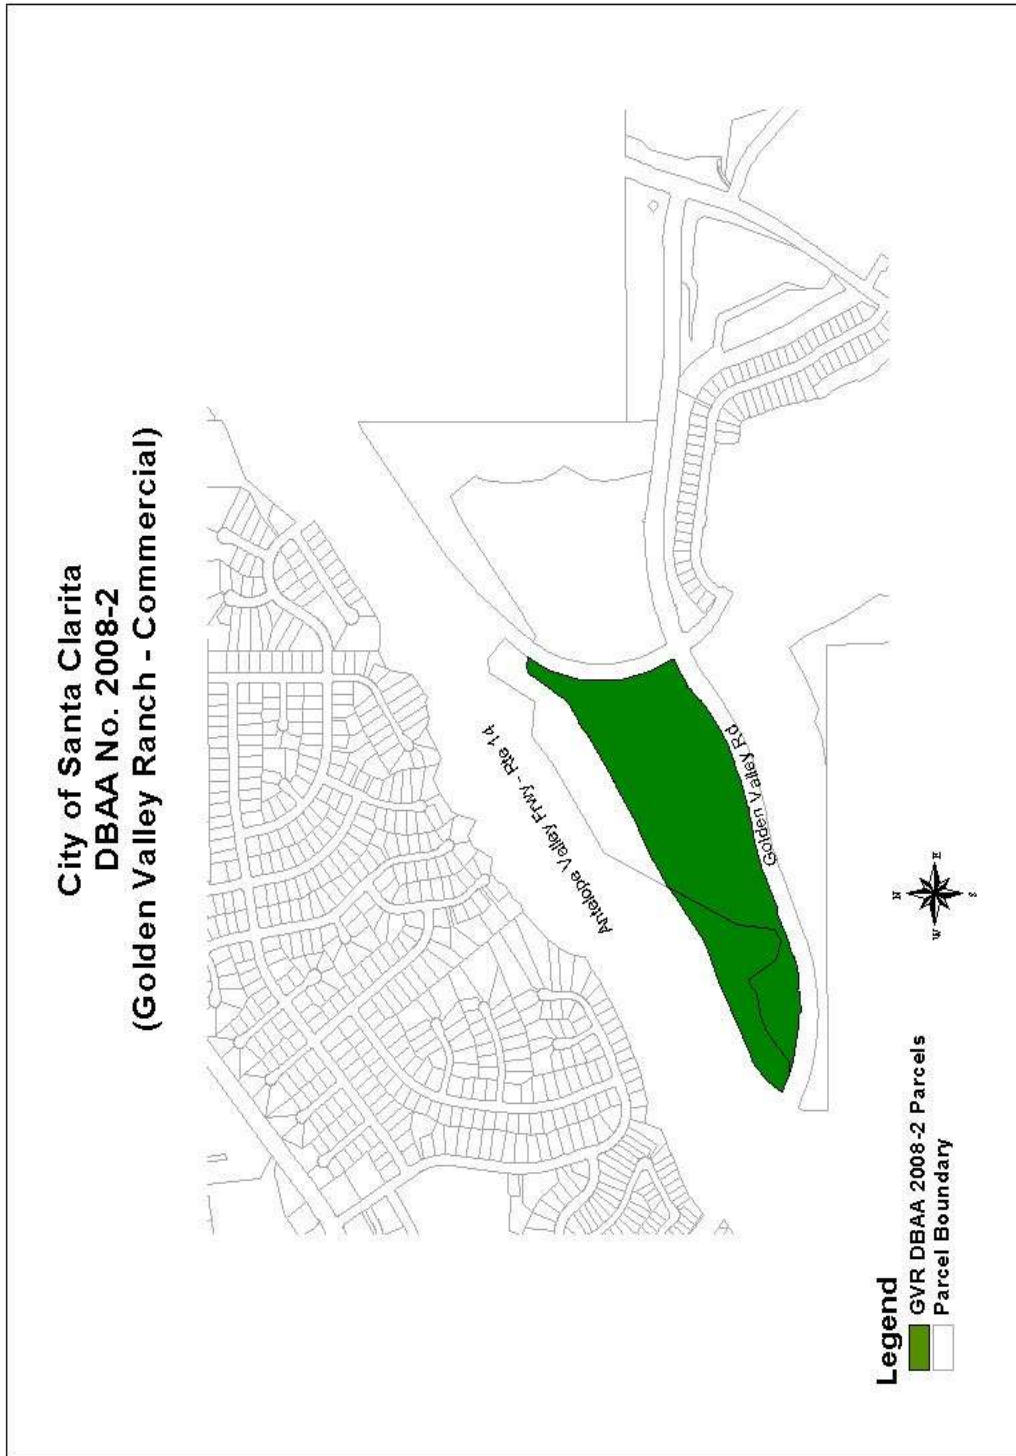 City of Santa Clarita
DBAA No. 2008-2
(Golden Valley Ranch - Commercial)
Antelope Valley Frwy - Rte 14
Golden Valley Rd
N
W
E
S
Legend
GVR DBAA 2008-2 Parcels
Parcel Boundary